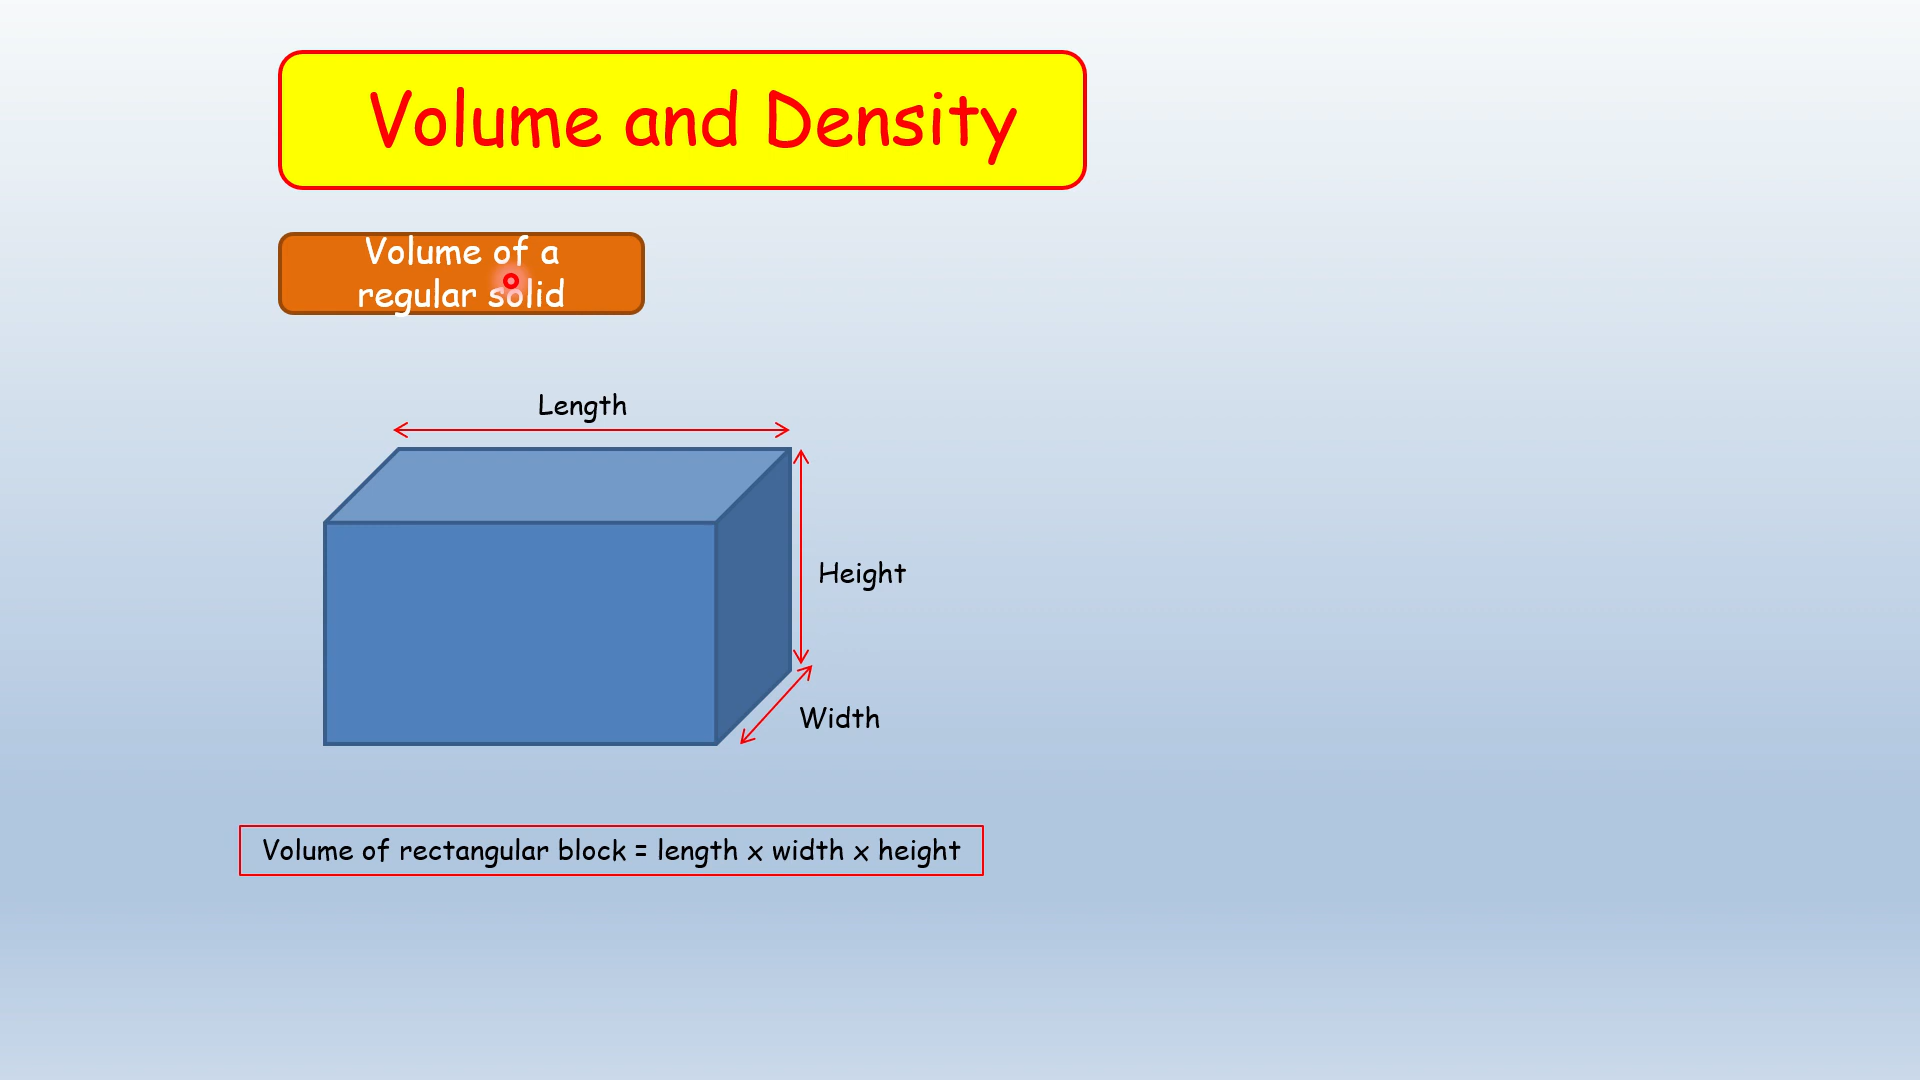 Volume and Density
Volume of a
regular solid
Length
Height
Width
Volume of rectangular block = length x width x height